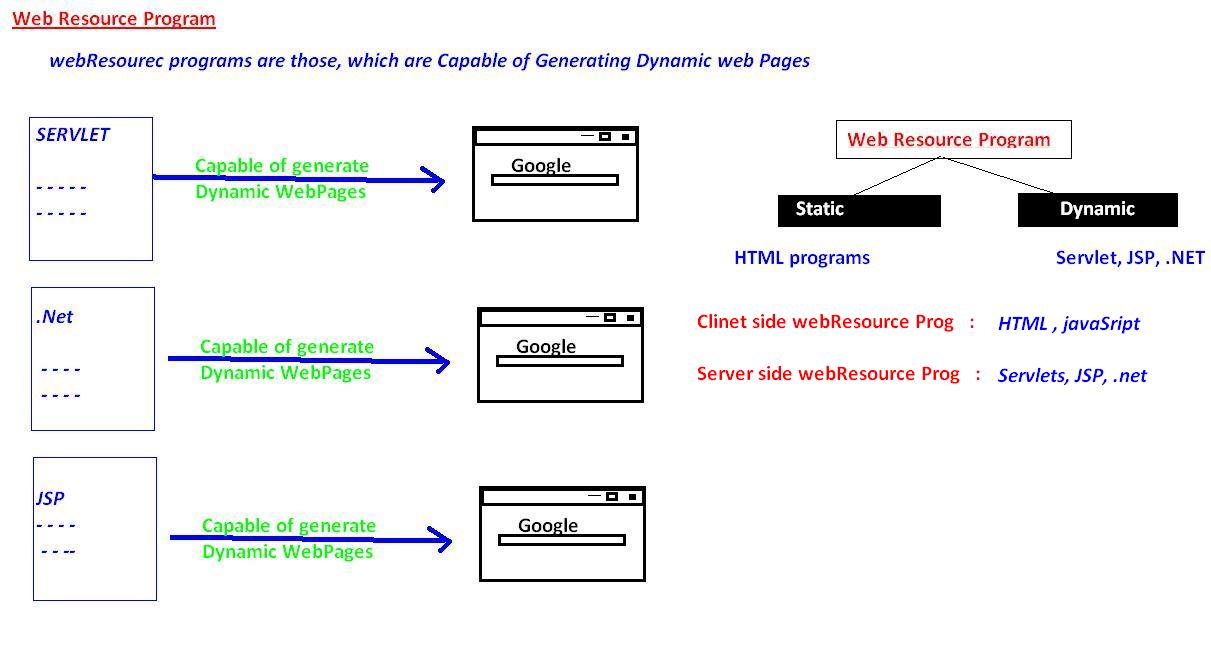 Web Resource Program
webResourec programs are those, which are Capable of Generating Dynamic web Pages
SERVLET
- - - - -
- - - - -
Capable of generate
Dynamic WebPages
Google
.Net
- - - -
- - - -
Capable of generate
Dynamic WebPages
Google
JSP
- - - -
- - - --
Capable of generate
Dynamic WebPages
Google
Web Resource Program
Static
Dynamic
HTML programs
Servlet, JSP, .NET
Clinet side webResource Prog : HTML , javaSript
Server side webResource Prog : Servlets, JSP, .net